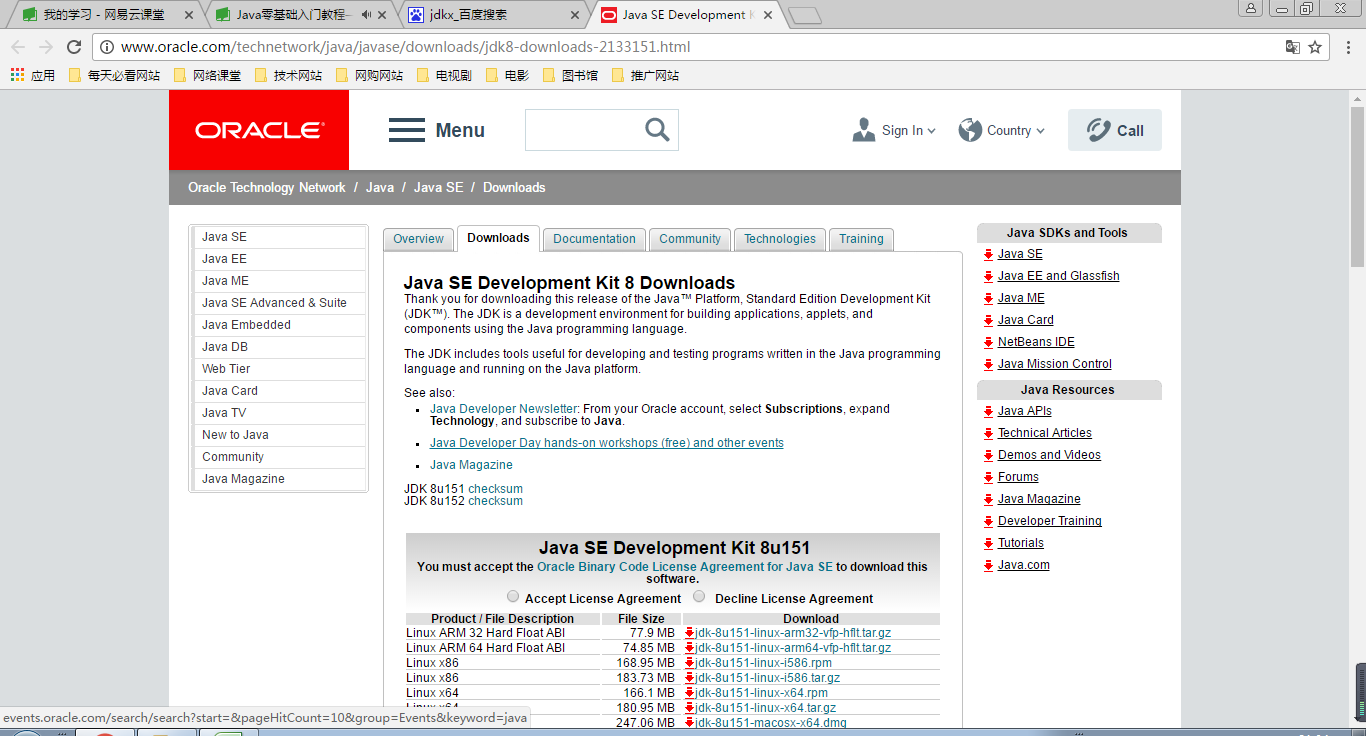 我的学习 - 网易云课堂
Java零基础入门教程-
jdkx_百度搜索
Java SE Development K
www.oracle.com/technetwork/java/javase/downloads/jdk8-downloads-2133151.html
应用
每天必看网站
网络课堂
技术网站
网购网站
电视剧
电影
图书馆
推广网站
ORACLE
Menu
Sign In
Country
Call
Oracle Technology Network / Java / Java SE / Downloads
Java SE
Java EE
Java ME
Java SE Advanced & Suite
Java Embedded
Java DB
Web Tier
Java Card
Java TV
New to Java
Community
Java Magazine
Overview
Downloads
Documentation
Community
Technologies
Training
Java SE Development Kit 8 Downloads
Thank you for downloading this release of the Java™ Platform, Standard Edition Development Kit
(JDK™). The JDK is a development environment for building applications, applets, and
components using the Java programming language.
The JDK includes tools useful for developing and testing programs written in the Java programming
language and running on the Java platform.
See also:
Java Developer Newsletter: From your Oracle account, select Subscriptions, expand
Technology, and subscribe to Java.
Java Developer Day hands-on workshops (free) and other events
Java Magazine
JDK 8u151 checksum
JDK 8u152 checksum
Java SE Development Kit 8u151
You must accept the Oracle Binary Code License Agreement for Java SE to download this
software.
Accept License Agreement Decline License Agreement
Product / File Description File Size Download
Linux ARM 32 Hard Float ABI 77.9 MB jdk-8u151-linux-arm32-vfp-hflt.tar.gz
Linux ARM 64 Hard Float ABI 74.85 MB jdk-8u151-linux-arm64-vfp-hflt.tar.gz
Linux x86 168.95 MB jdk-8u151-linux-i586.rpm
Linux x86 183.73 MB jdk-8u151-linux-i586.tar.gz
Linux x64 166.1 MB jdk-8u151-linux-x64.rpm
Linux x64 180.95 MB jdk-8u151-linux-x64.tar.gz
247.06 MB jdk-8u151-macosx-x64.dmg
Java SDKs and Tools
Java SE
Java EE and Glassfish
Java ME
Java Card
NetBeans IDE
Java Mission Control
Java Resources
Java APIs
Technical Articles
Demos and Videos
Forums
Java Magazine
Developer Training
Tutorials
Java.com
events.oracle.com/search/search?start=&pageHitCount=10&group=Events&keyword=java